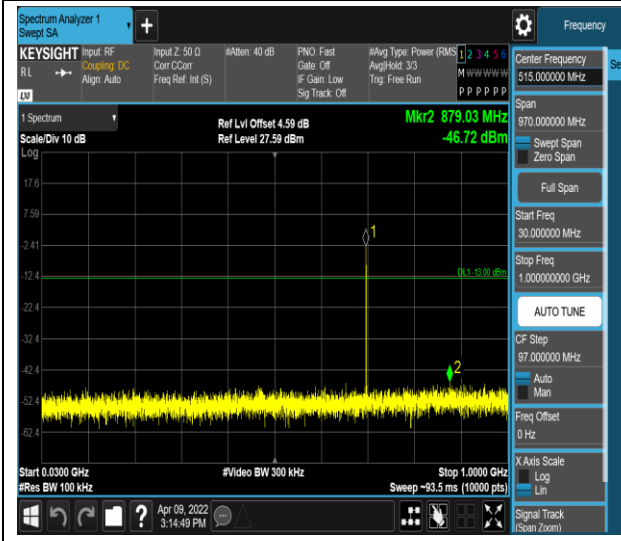 Spectrum Analyzer 1
Swept SA
+
Frequency
KEYSIGHT
RL
LXI
Input: RF
Coupling: DC
Align: Auto
Input Z: 50 Ω
Corr CCorr
Freq Ref: Int (S)
#Atten: 40 dB
PNO: Fast
Gate: Off
IF Gain: Low
Sig Track: Off
#Avg Type: Power (RMS
Avg|Hold: 3/3
Trig: Free Run
1 2 3 4 5 6
M W W W W W
P P P P P P
1 Spectrum
Scale/Div 10 dB
Log
Ref Lvl Offset 4.59 dB
Ref Level 27.59 dBm
Mkr2 879.03 MHz
-46.72 dBm
17.6
7.59
-2.41
-12.4
-22.4
-32.4
-42.4
-52.4
-62.4
1
DL1 -13.00 dBm
2
Start 0.0300 GHz
#Res BW 100 kHz
#Video BW 300 kHz
Stop 1.0000 GHz
Sweep ~93.5 ms (10000 pts)
Center Frequency
515.000000 MHz
Span
970.000000 MHz
Swept Span
Zero Span
Full Span
Start Freq
30.000000 MHz
Stop Freq
1.000000000 GHz
AUTO TUNE
CF Step
97.000000 MHz
Auto
Man
Freq Offset
0 Hz
X Axis Scale
Log
Lin
Signal Track
(Span Zoom)
Se
?
Apr 09, 2022
3:14:49 PM